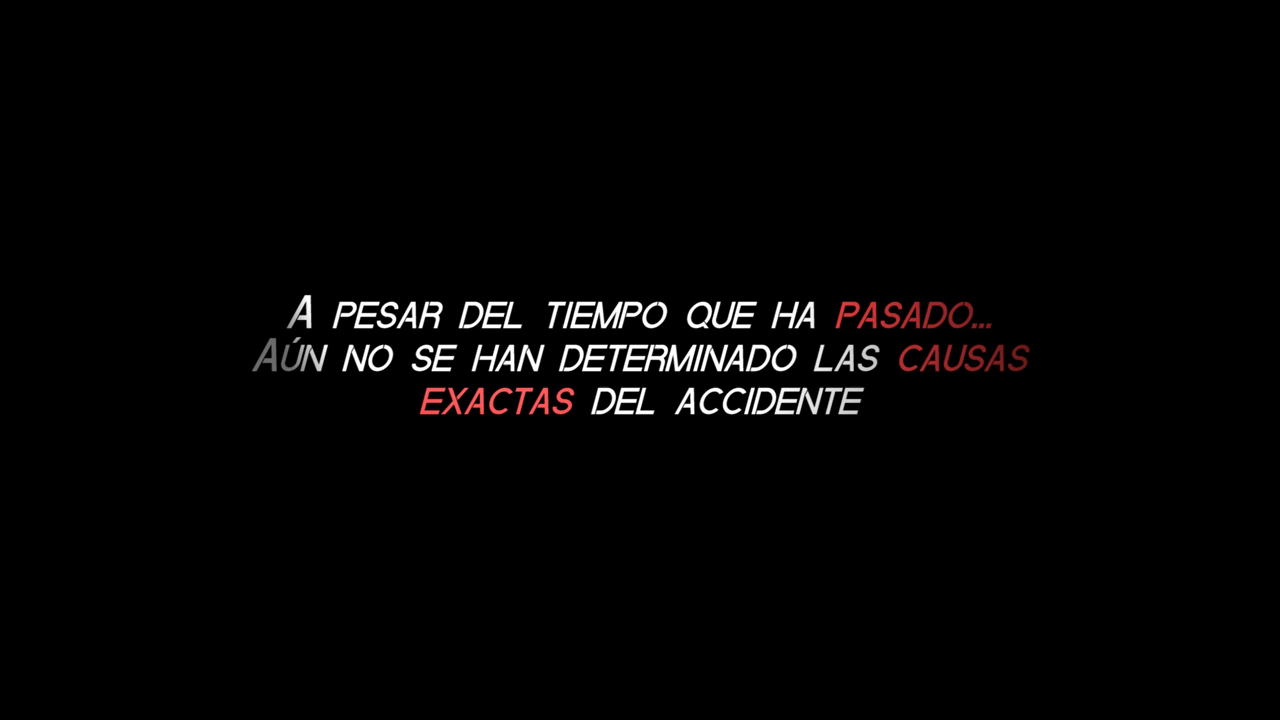 A PESAR DEL TIEMPO QUE HA PASADO...
AÚN NO SE HAN DETERMINADO LAS CAUSAS
EXACTAS DEL ACCIDENTE